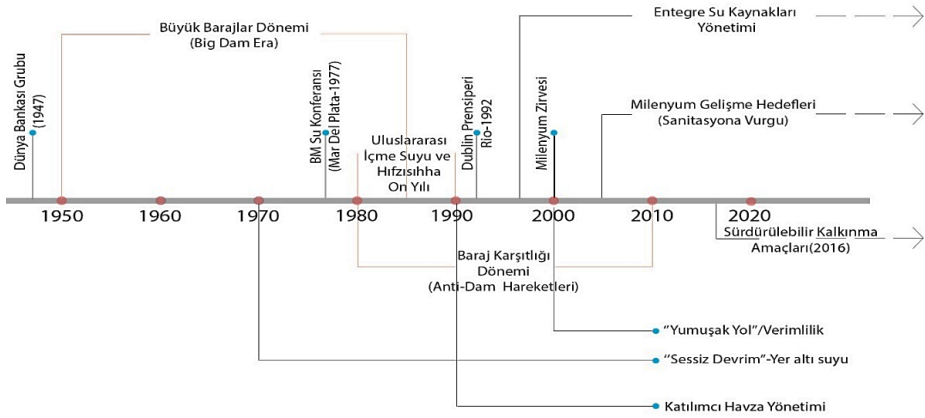 Büyük Barajlar Dönemi
(Big Dam Era)
Entegre Su Kaynakları
Yönetimi
Dünya Bankası Grubu
(1947)
BM Su Konferansı
(Mar Del Plata-1977)
Uluslararası
İçme Suyu ve
Hıfzısıhha
On Yılı
Dublin Prensiperi
Rio-1992
Milenyum Zirvesi
Milenyum Gelişme Hedefleri
(Sanitasyona Vurgu)
1950
1960
1970
1980
1990
2000
2010
2020
Sürdürülebilir Kalkınma
Amaçları(2016)
Baraj Karşıtlığı
Dönemi
(Anti-Dam Hareketleri)
“Yumuşak Yol”/Verimlilik
“Sessiz Devrim”-Yer altı suyu
Katılımcı Havza Yönetimi